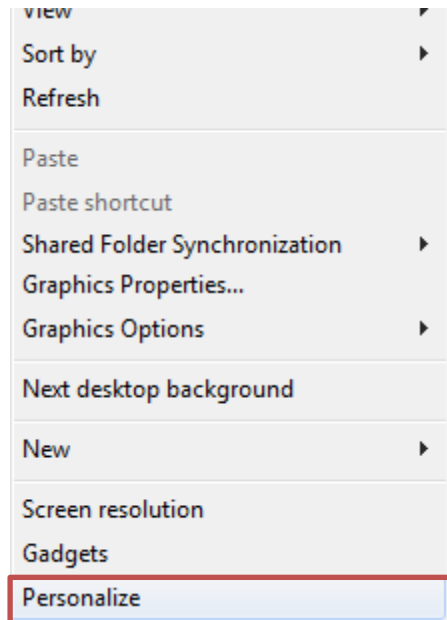 View
Sort by
Refresh
Paste
Paste shortcut
Shared Folder Synchronization
Graphics Properties...
Graphics Options
Next desktop background
New
Screen resolution
Gadgets
Personalize